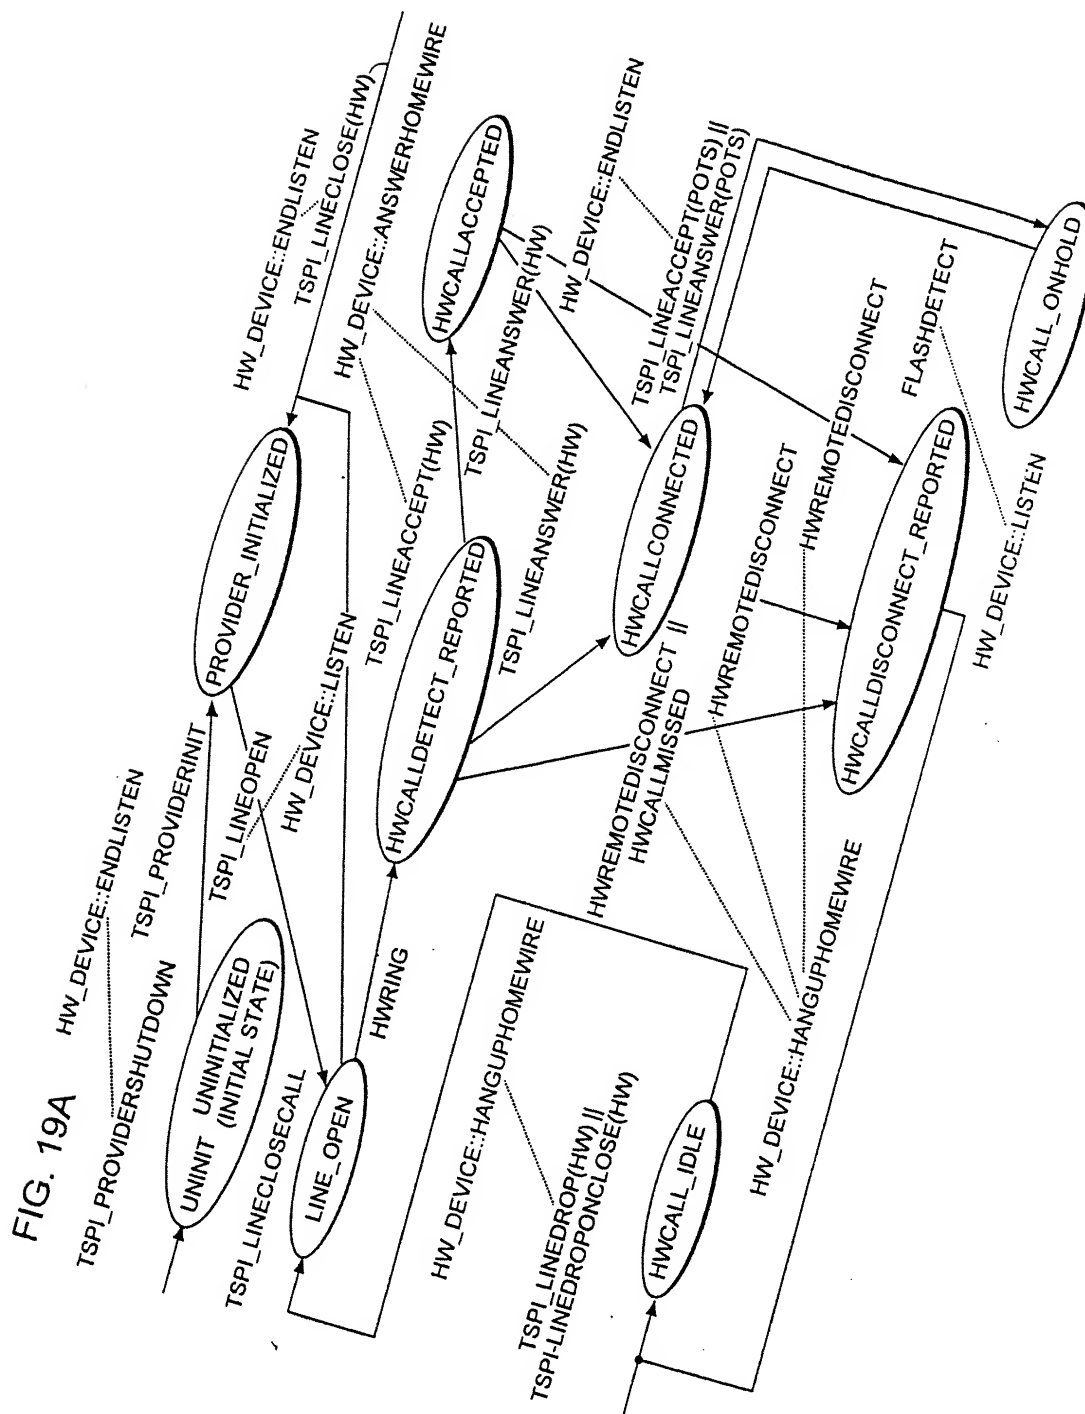 FIG. 19A
TSPI_PROVIDERSHUTDOWN
HW_DEVICE::ENDLISTEN
UNINIT UNINITIALIZED
(INITIAL STATE)
TSPI_PROVIDERINIT
PROVIDER_INITIALIZED
HW_DEVICE::ENDLISTEN
TSPI_LINECLOSE(HW)
TSPI_LINECLOSECALL
LINE_OPEN
TSPI_LINEOPEN
HW_DEVICE::LISTEN
HWRING
HWCALLDETECT_REPORTED
TSPI_LINEACCEPT(HW)
HW_DEVICE::ANSWERHOMEWIRE
HWCALLACCEPTED
TSPI_LINEANSWER(HW)
TSPI_LINEANSWER(HW)
HW_DEVICE::ENDLISTEN
HWCALLCONNECTED
TSPI_LINEACCEPT(POTS) ||
TSPI_LINEANSWER(POTS)
HW_DEVICE::HANGUPHOMEWIRE
TSPI_LINEDROP(HW) ||
TSPI-LINEDROPONCLOSE(HW)
HWREMOTEDISCONNECT ||
HWCALLMISSED
HWREMOTEDISCONNECT
HWREMOTEDISCONNECT
HWCALL_IDLE
HW_DEVICE::HANGUPHOMEWIRE
HWCALLDISCONNECT_REPORTED
FLASHDETECT
HW_DEVICE::LISTEN
HWCALL_ONHOLD